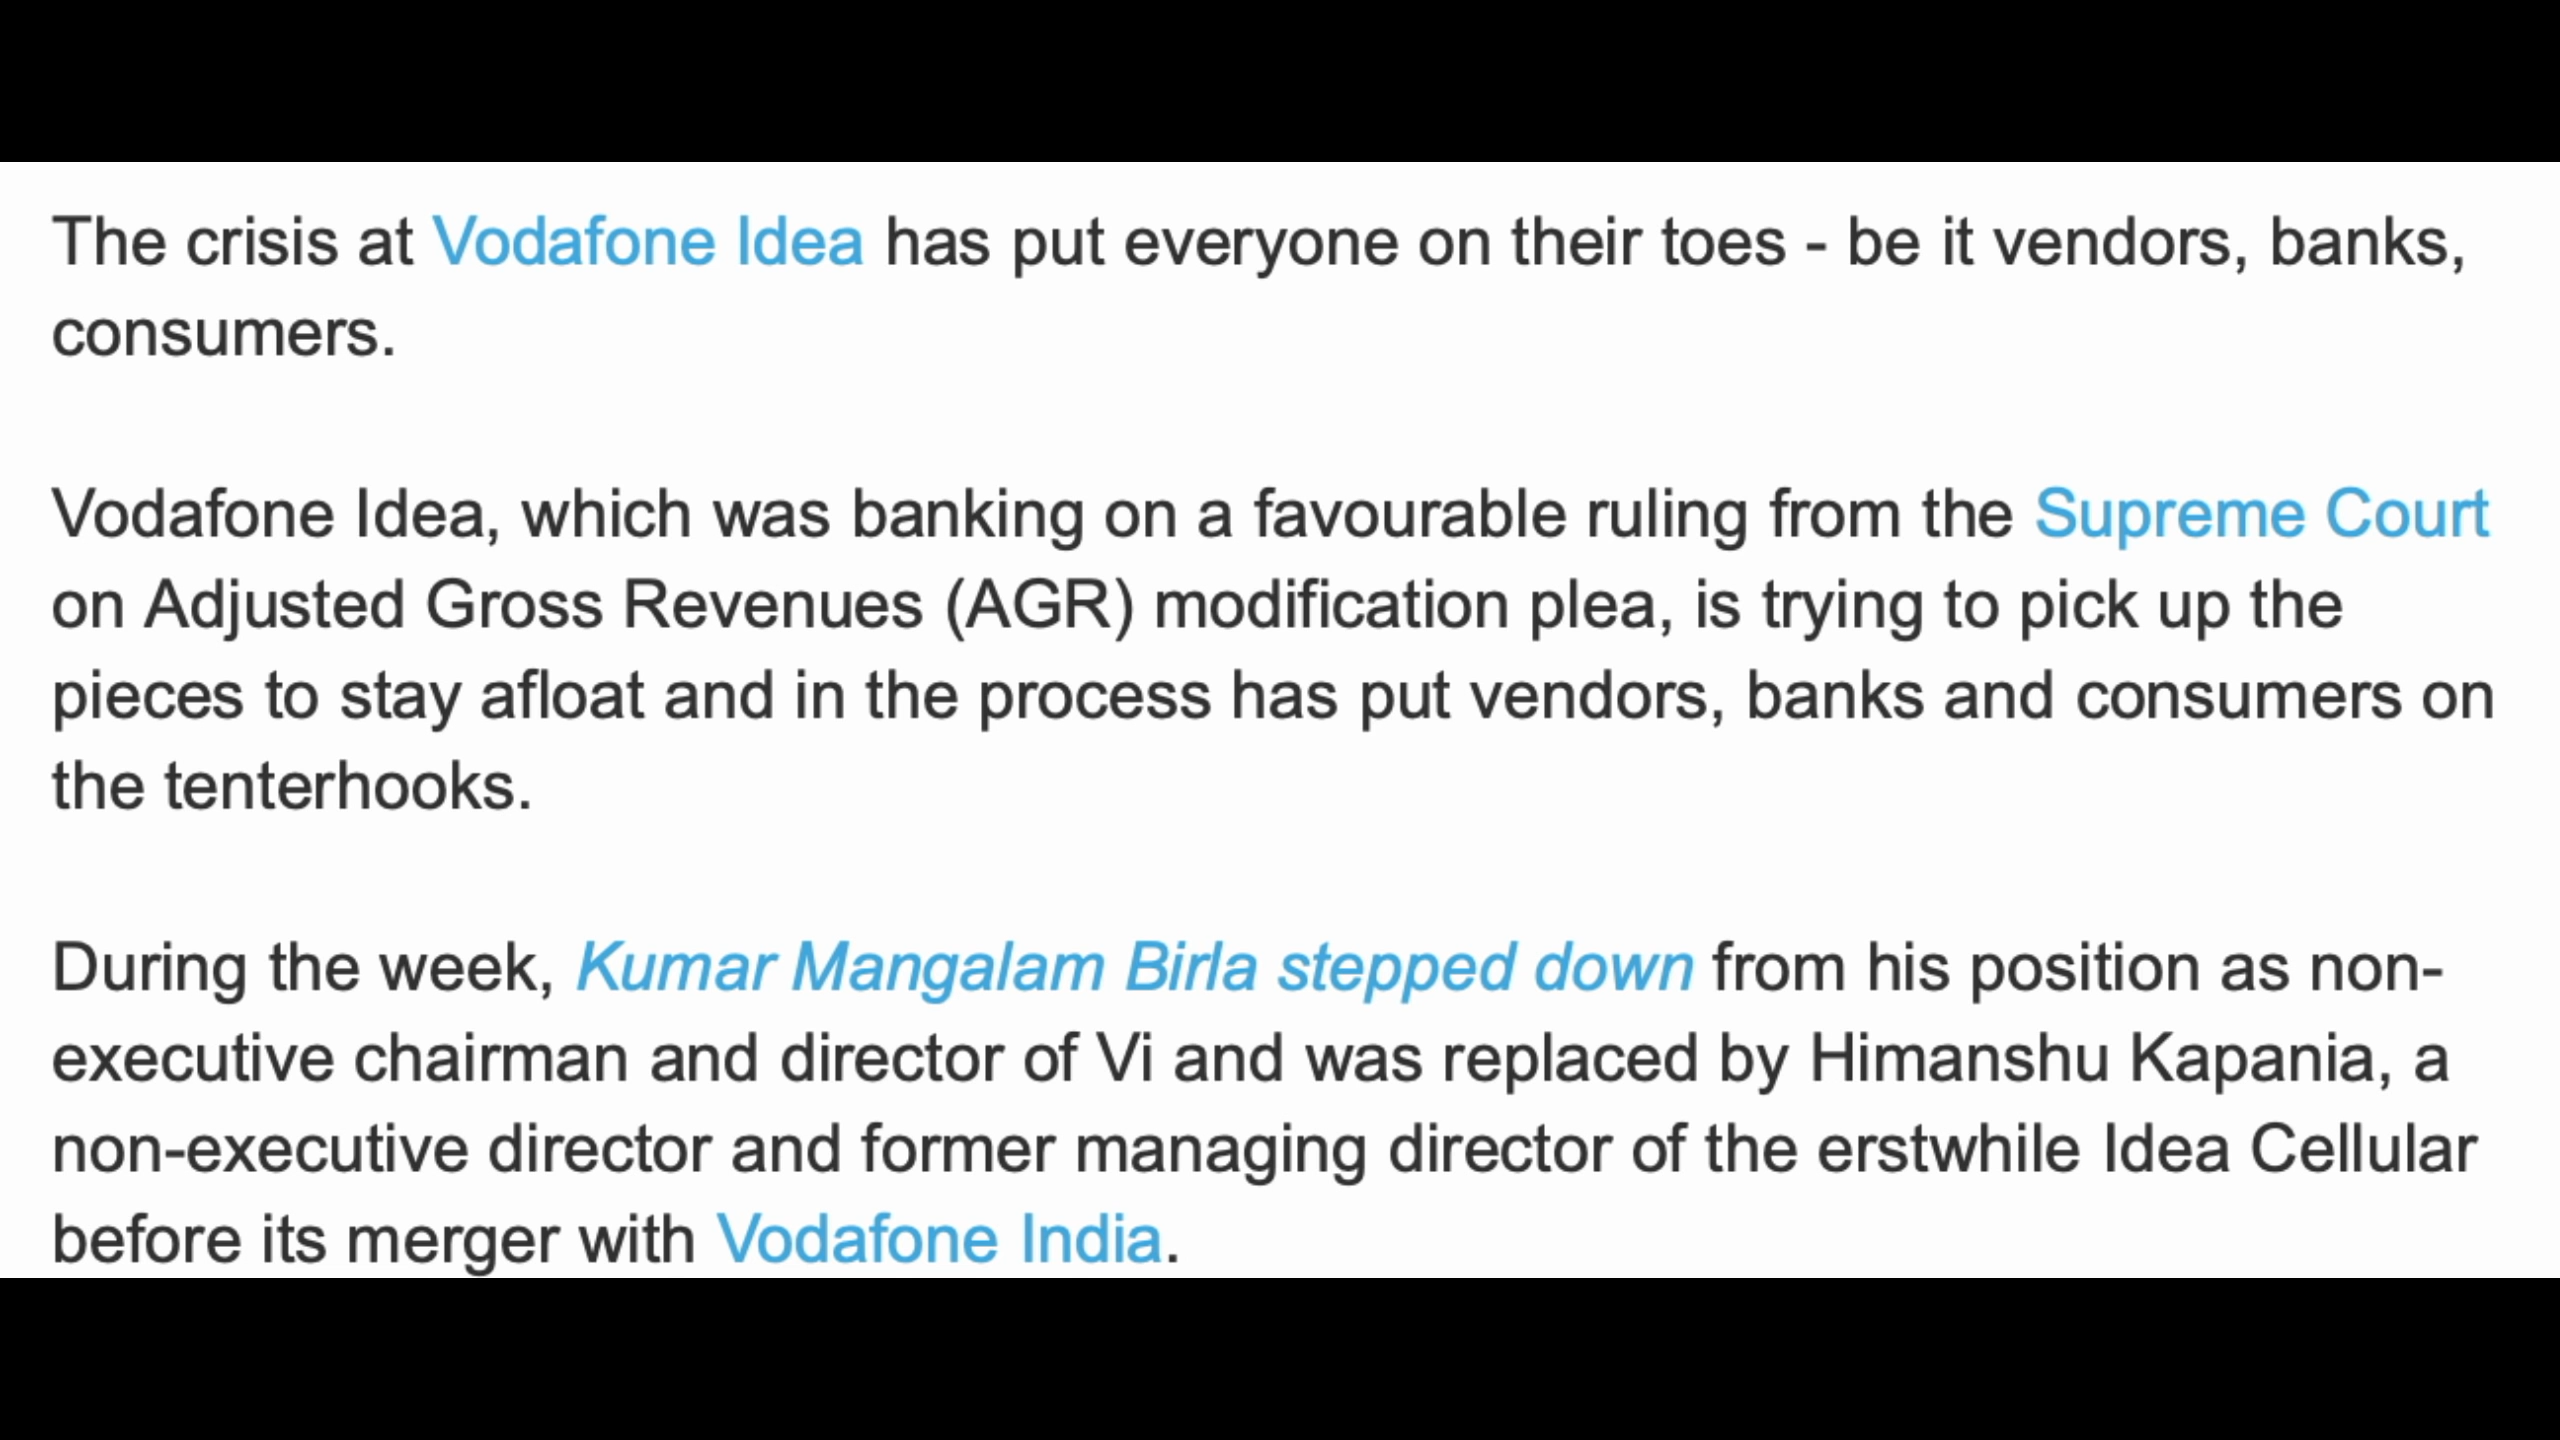 The crisis at Vodafone Idea has put everyone on their toes - be it vendors, banks,
consumers.
Vodafone Idea, which was banking on a favourable ruling from the Supreme Court
on Adjusted Gross Revenues (AGR) modification plea, is trying to pick up the
pieces to stay afloat and in the process has put vendors, banks and consumers on
the tenterhooks.
During the week, Kumar Mangalam Birla stepped down from his position as non-
executive chairman and director of Vi and was replaced by Himanshu Kapania, a
non-executive director and former managing director of the erstwhile Idea Cellular
before its merger with Vodafone India.